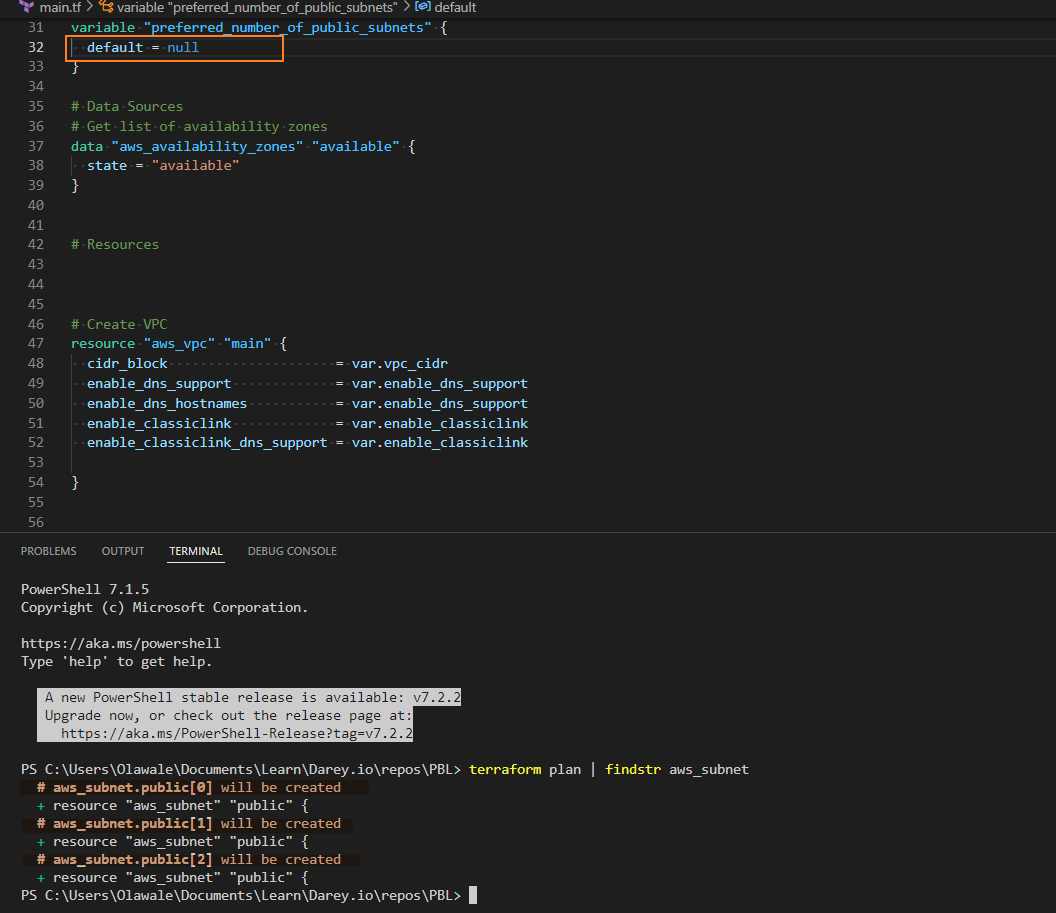 main.tf > variable "preferred_number_of_public_subnets" > default
31 variable "preferred_number_of_public_subnets" {
32   default = null
33 }
34
35 # Data Sources
36 # Get list of availability zones
37 data "aws_availability_zones" "available" {
38   state = "available"
39 }
40
41
42 # Resources
43
44
45
46 # Create VPC
47 resource "aws_vpc" "main" {
48   cidr_block                     = var.vpc_cidr
49   enable_dns_support             = var.enable_dns_support
50   enable_dns_hostnames           = var.enable_dns_support
51   enable_classiclink             = var.enable_classiclink
52   enable_classiclink_dns_support = var.enable_classiclink
53
54 }
55
56
PROBLEMS OUTPUT TERMINAL DEBUG CONSOLE
PowerShell 7.1.5
Copyright (c) Microsoft Corporation.
https://aka.ms/powershell
Type 'help' to get help.
A new PowerShell stable release is available: v7.2.2
Upgrade now, or check out the release page at:
https://aka.ms/PowerShell-Release?tag=v7.2.2
PS C:\Users\Olawale\Documents\Learn\Darey.io\repos\PBL> terraform plan | findstr aws_subnet
# aws_subnet.public[0] will be created
+ resource "aws_subnet" "public" {
# aws_subnet.public[1] will be created
+ resource "aws_subnet" "public" {
# aws_subnet.public[2] will be created
+ resource "aws_subnet" "public" {
PS C:\Users\Olawale\Documents\Learn\Darey.io\repos\PBL>